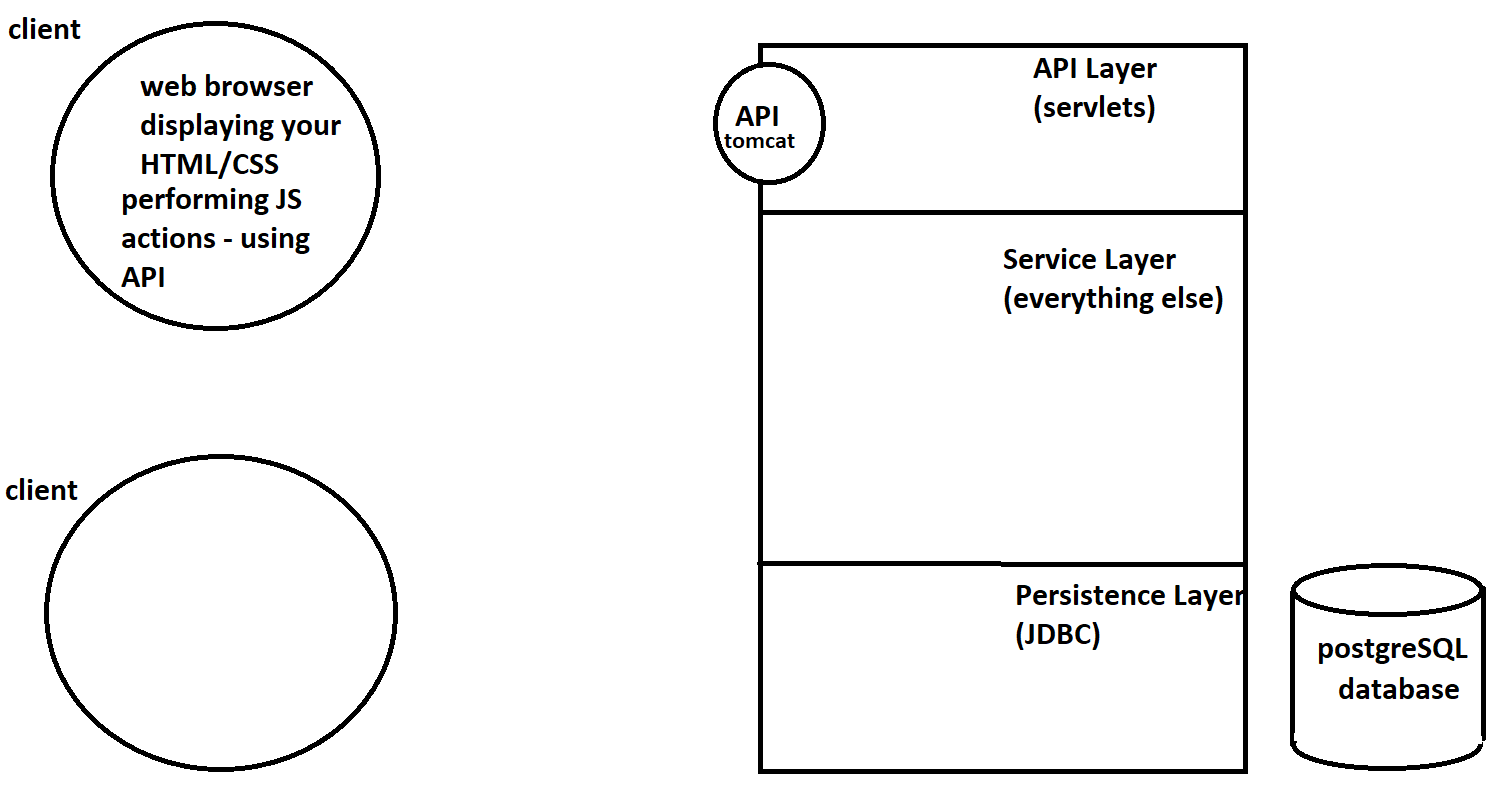 client
web browser
displaying your
HTML/CSS
performing JS
actions - using
API
client
API
tomcat
API Layer
(servlets)
Service Layer
(everything else)
Persistence Layer
(JDBC)
postgreSQL
database